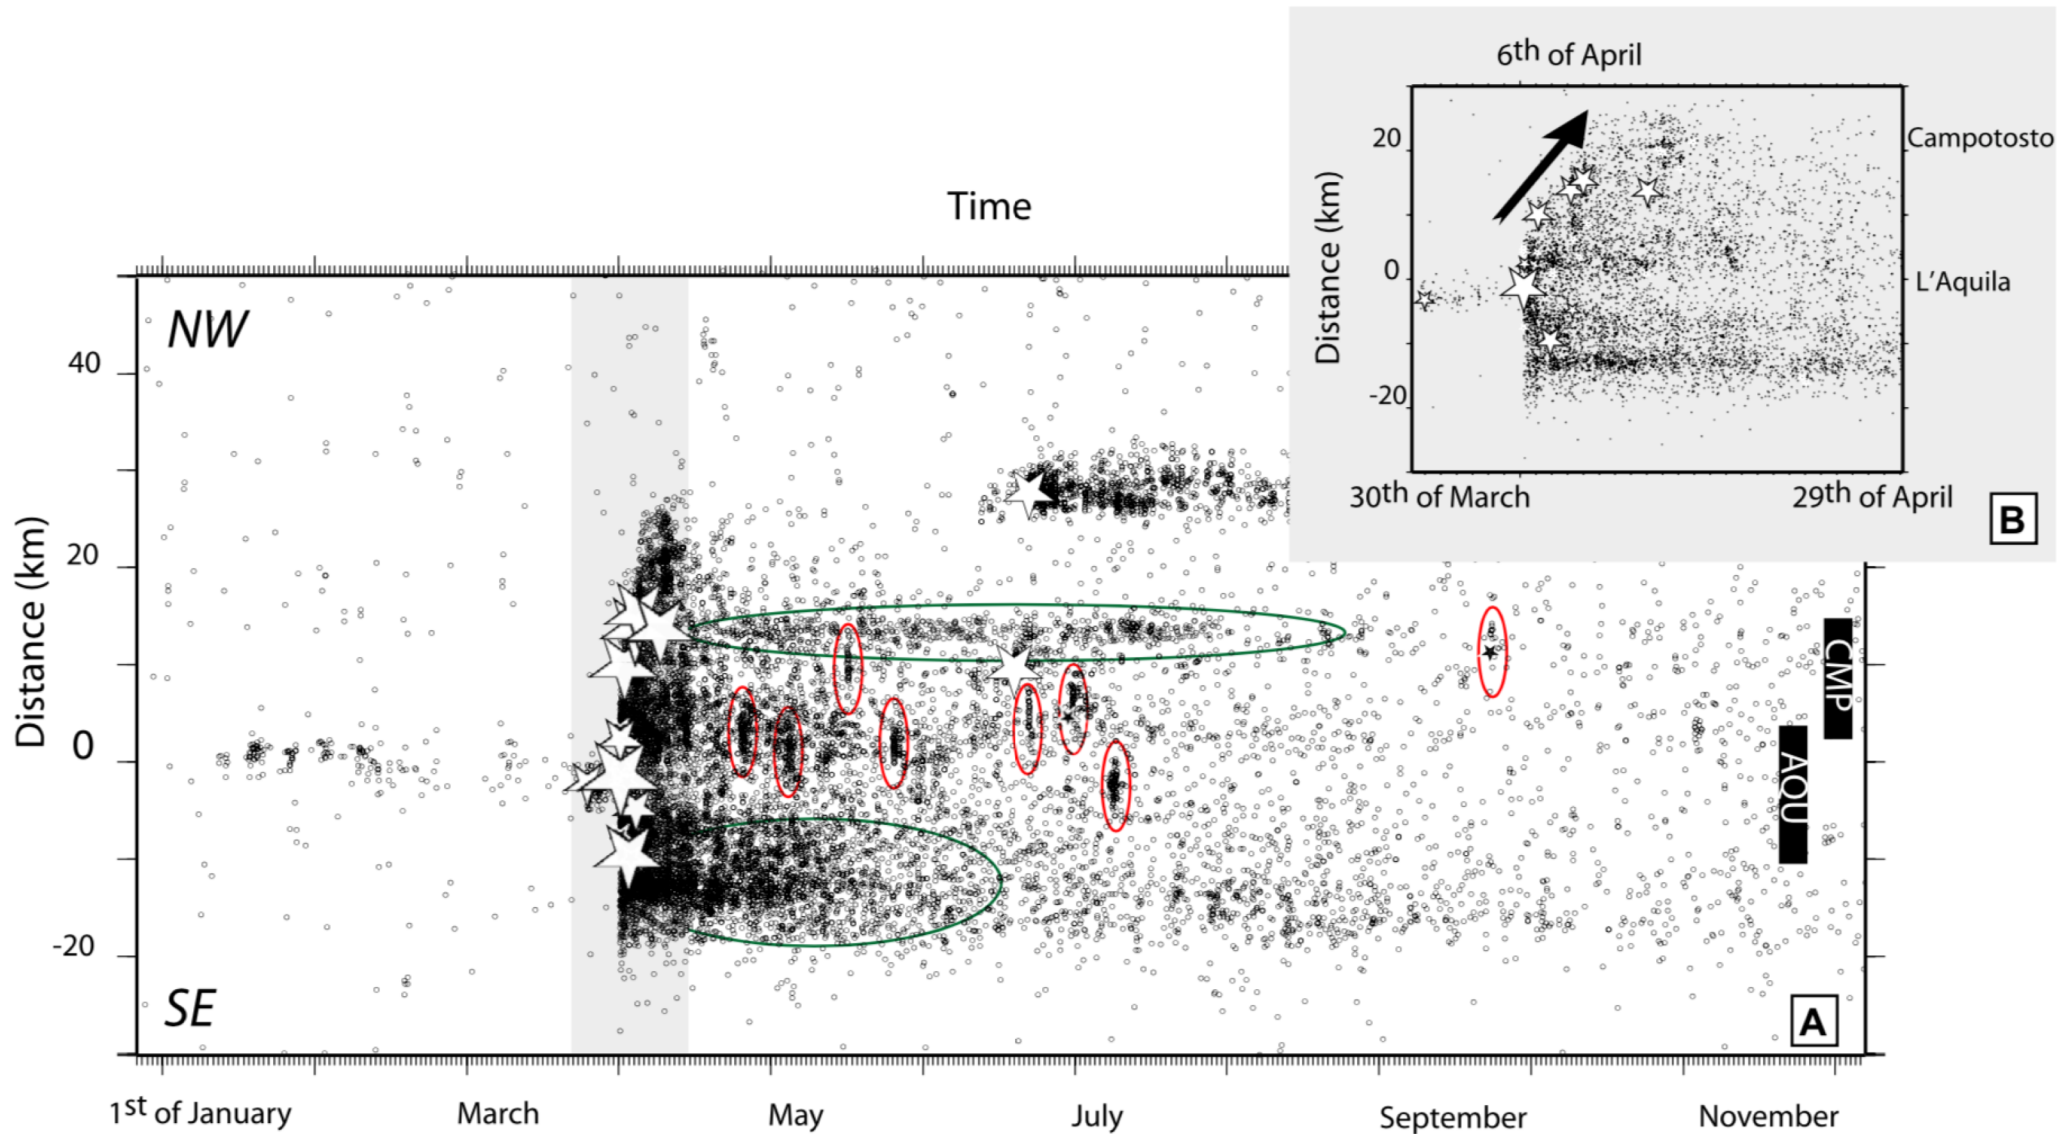 6th of April
20
Campotosto
Distance (km)
0
L'Aquila
-20
30th of March
29th of April
B
Time
NW
40
Distance (km)
20
0
-20
SE
CMP
AQU
A
1st of January
March
May
July
September
November